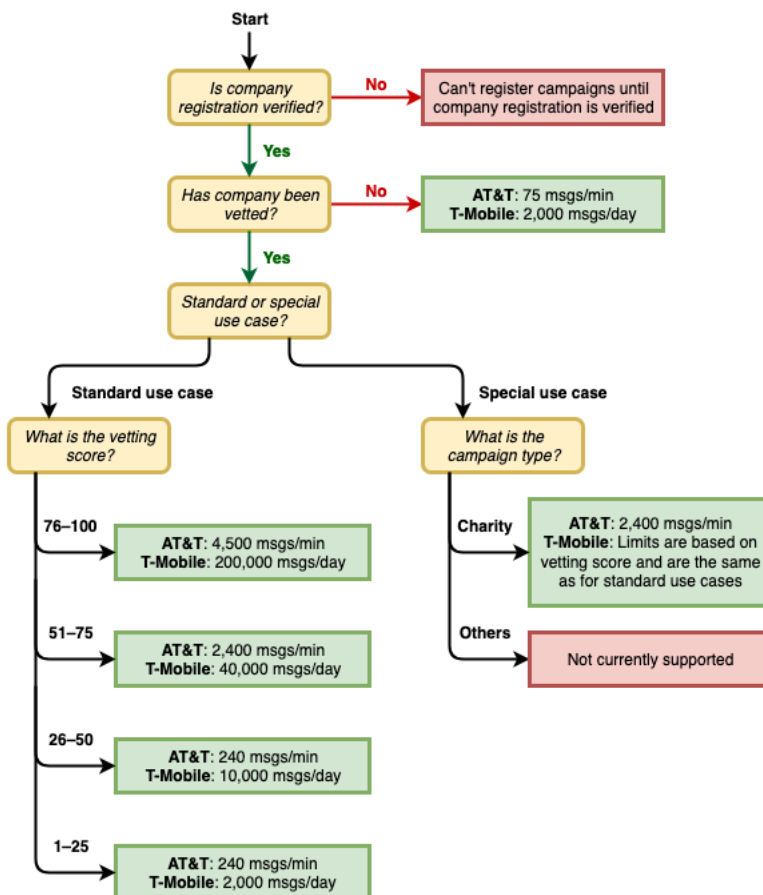 Start
Is company
registration verified?
No
Can't register campaigns until
company registration is verified
Yes
Has company been
vetted?
No
AT&T: 75 msgs/min
T-Mobile: 2,000 msgs/day
Yes
Standard or special
use case?
Standard use case
Special use case
What is the vetting
score?
What is the
campaign type?
76–100
AT&T: 4,500 msgs/min
T-Mobile: 200,000 msgs/day
Charity
AT&T: 2,400 msgs/min
T-Mobile: Limits are based on
vetting score and are the same
as for standard use cases
51–75
AT&T: 2,400 msgs/min
T-Mobile: 40,000 msgs/day
Others
Not currently supported
26–50
AT&T: 240 msgs/min
T-Mobile: 10,000 msgs/day
1–25
AT&T: 240 msgs/min
T-Mobile: 2,000 msgs/day